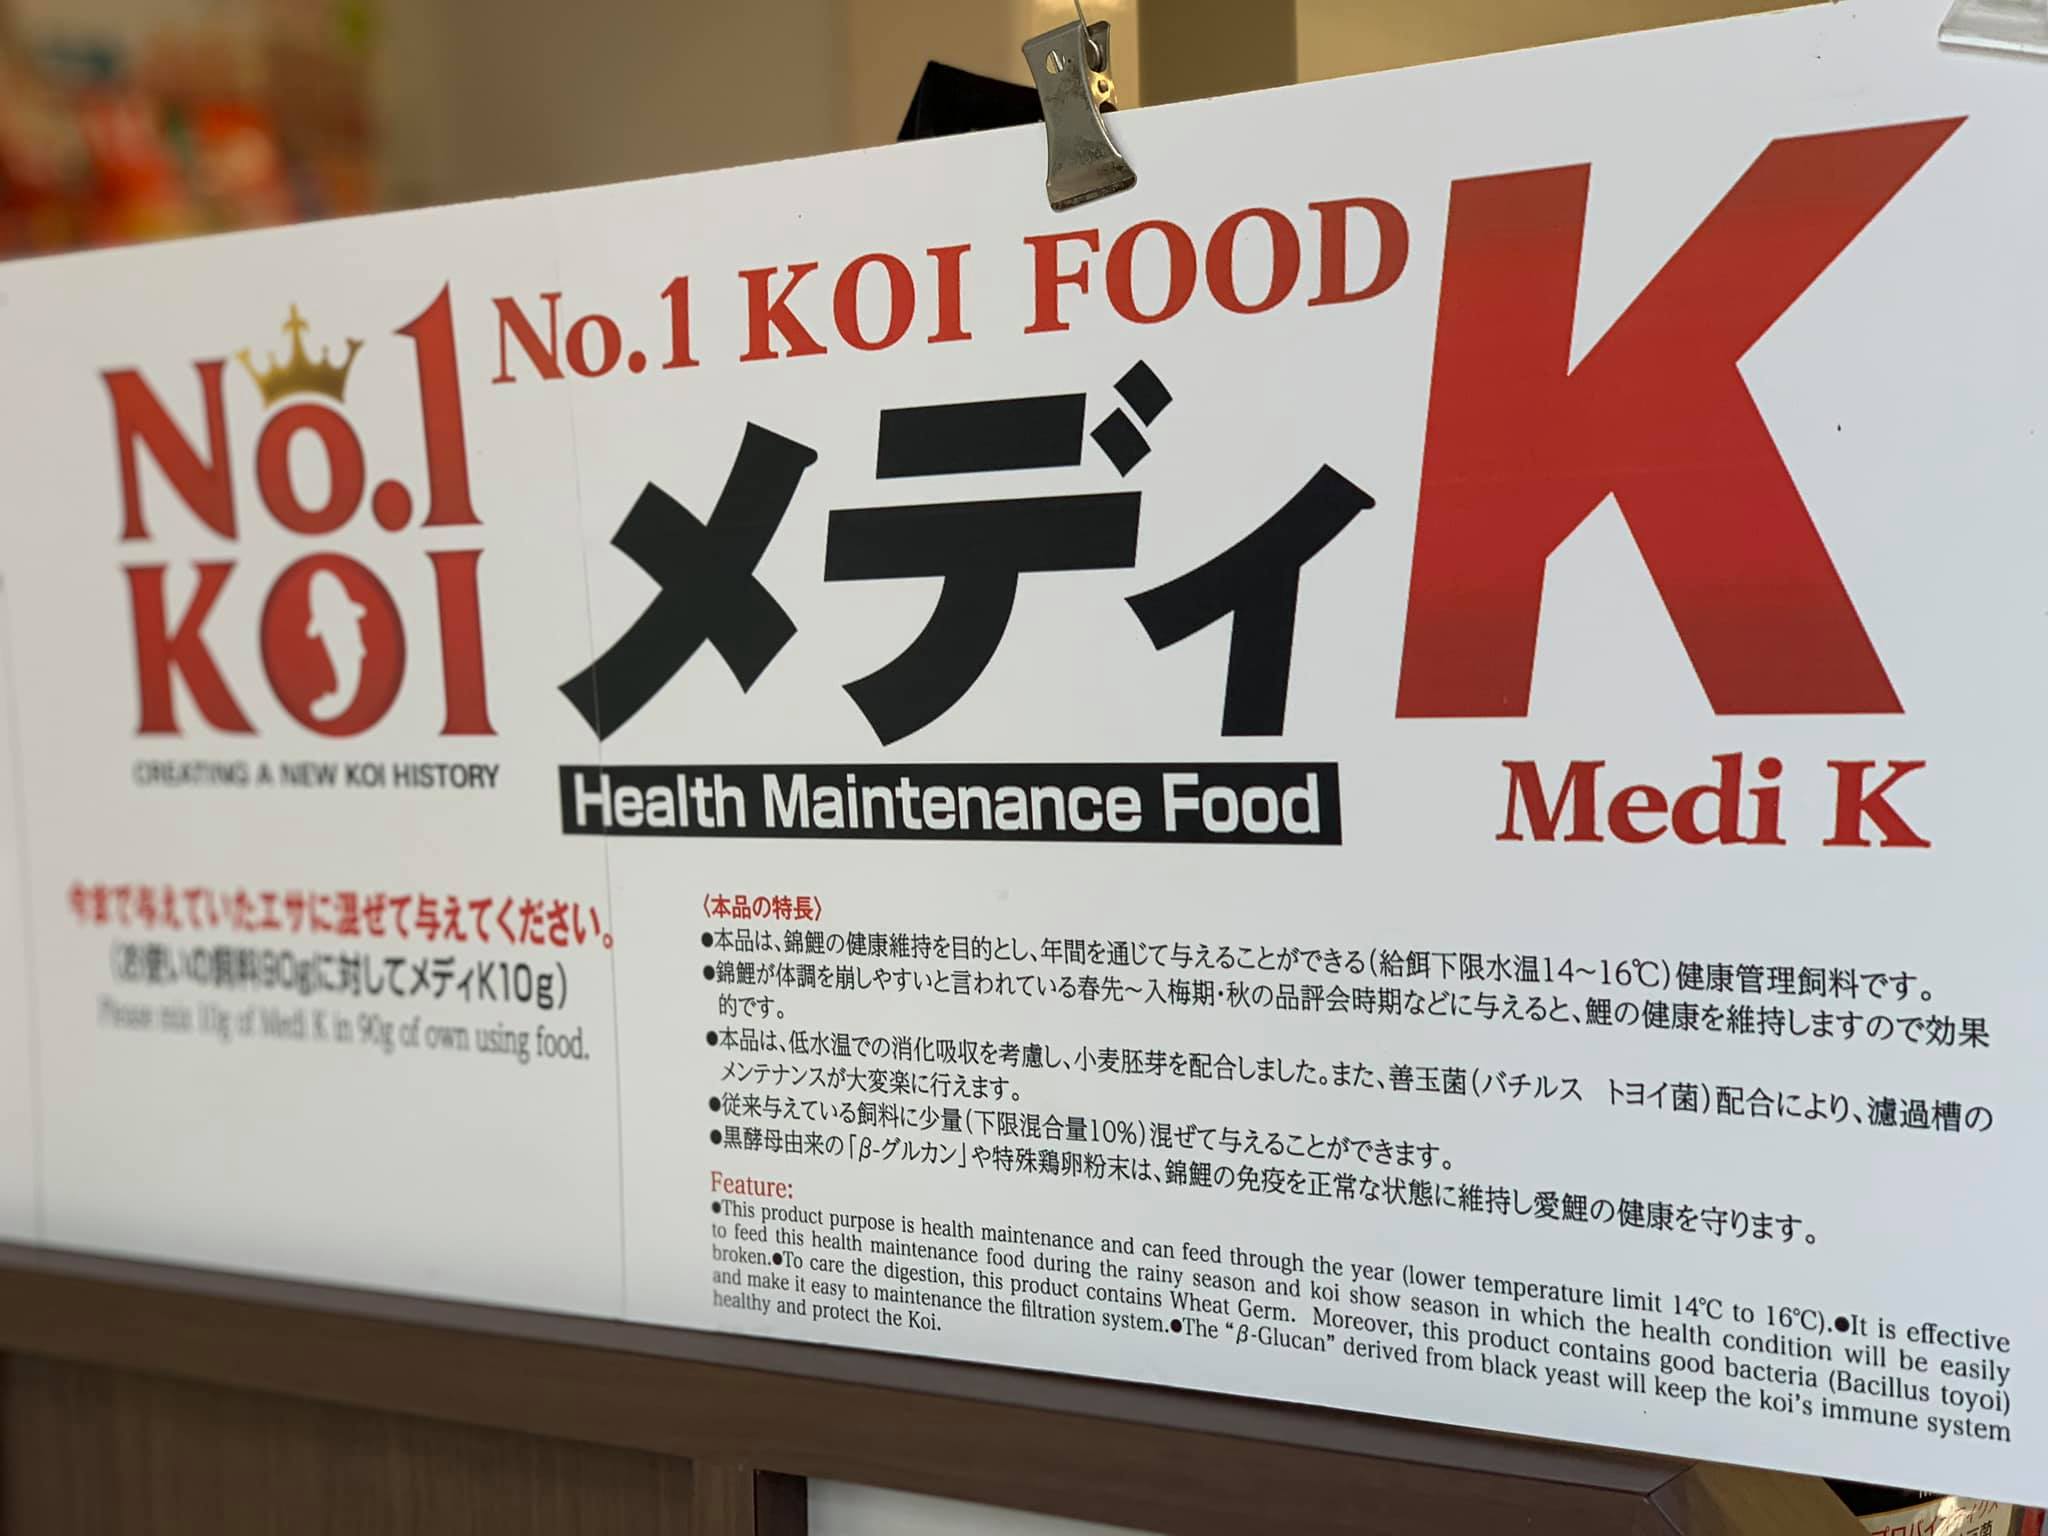 No.1
KOI
CREATING A NEW KOI HISTORY
No.1 KOI FOOD
メディK
Health Maintenance Food
Medi K
今まで与えていたエサに混ぜて与えてください。
(お使いの飼料90gに対してメディK10g)
Please mix 10g of Medi K in 90g of own using food.
〈本品の特長〉
●本品は、錦鯉の健康維持を目的とし、年間を通じて与えることができる(給餌下限水温14~16℃)健康管理飼料です。
●錦鯉が体調を崩しやすいと言われている春先~入梅期・秋の品評会時期などに与えると、鯉の健康を維持しますので効果
的です。
●本品は、低水温での消化吸収を考慮し、小麦胚芽を配合しました。また、善玉菌(バチルス　トヨイ菌)配合により、濾過槽の
メンテナンスが大変楽に行えます。
●従来与えている飼料に少量(下限混合量10%)混ぜて与えることができます。
●黒酵母由来の「β-グルカン」や特殊鶏卵粉末は、錦鯉の免疫を正常な状態に維持し愛鯉の健康を守ります。
Feature:
●This product purpose is health maintenance and can feed through the year (lower temperature limit 14℃ to 16℃).●It is effective
to feed this health maintenance food during the rainy season and koi show season in which the health condition will be easily
broken.●To care the digestion, this product contains Wheat Germ. Moreover, this product contains good bacteria (Bacillus toyoi)
and make it easy to maintenance the filtration system.●The “β-Glucan” derived from black yeast will keep the koi’s immune system
healthy and protect the Koi.